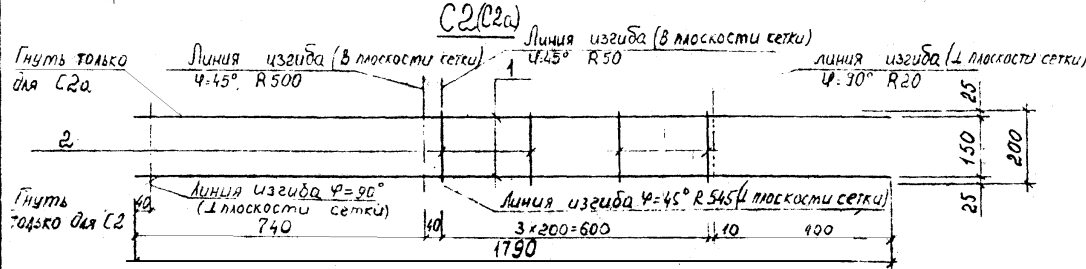 С2(С2а)
Гнуть только
для С2а
Линия изгиба (в плоскости сетки)
φ=45° R500
Линия изгиба (в плоскости сетки)
φ=45° R50
линия изгиба (⊥ плоскости сетки)
φ=90° R20
1
2
25
150
200
25
Гнуть
только для С2
Линия изгиба φ=90°
(⊥ плоскости сетки)
Линия изгиба φ=45° R545 (⊥ плоскости сетки)
40
740
40
3×200=600
10
400
1790